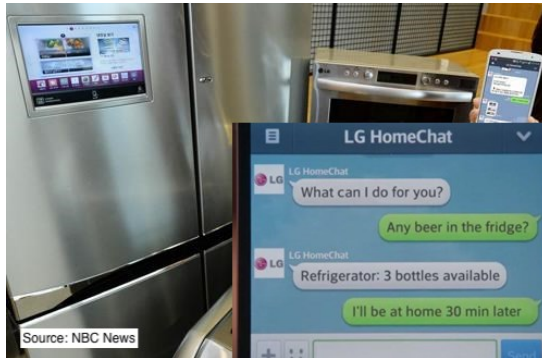 LG HomeChat
LG HomeChat
LG
What can I do for you?
Any beer in the fridge?
LG HomeChat
LG
Refrigerator: 3 bottles available
I'll be at home 30 min later
Send
Source: NBC News